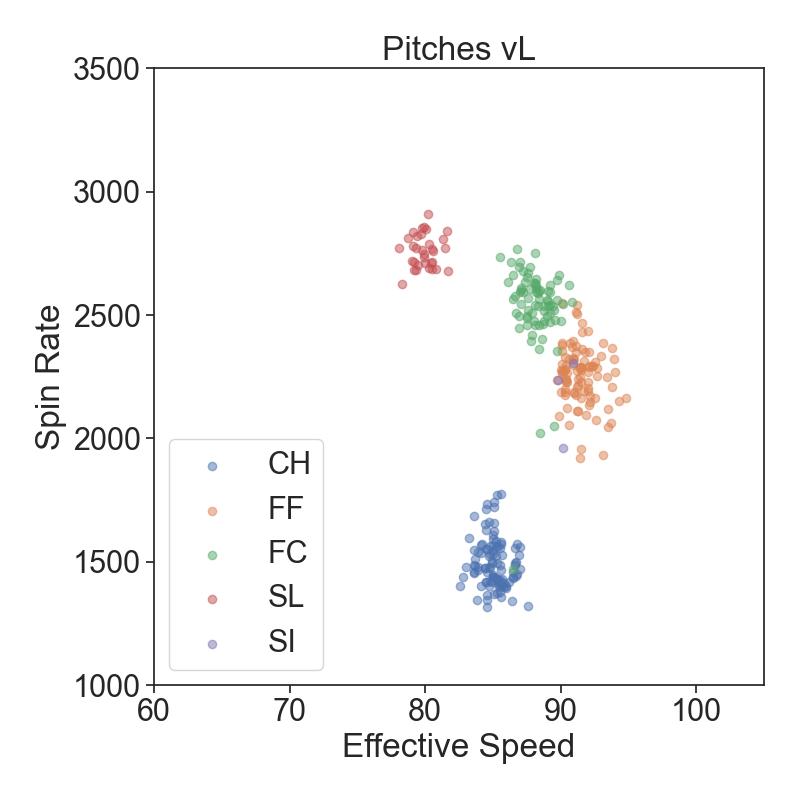 Pitches vL
3500
3000
2500
2000
1500
1000
Spin Rate
CH
FF
FC
SL
SI
60 70 80 90 100
Effective Speed